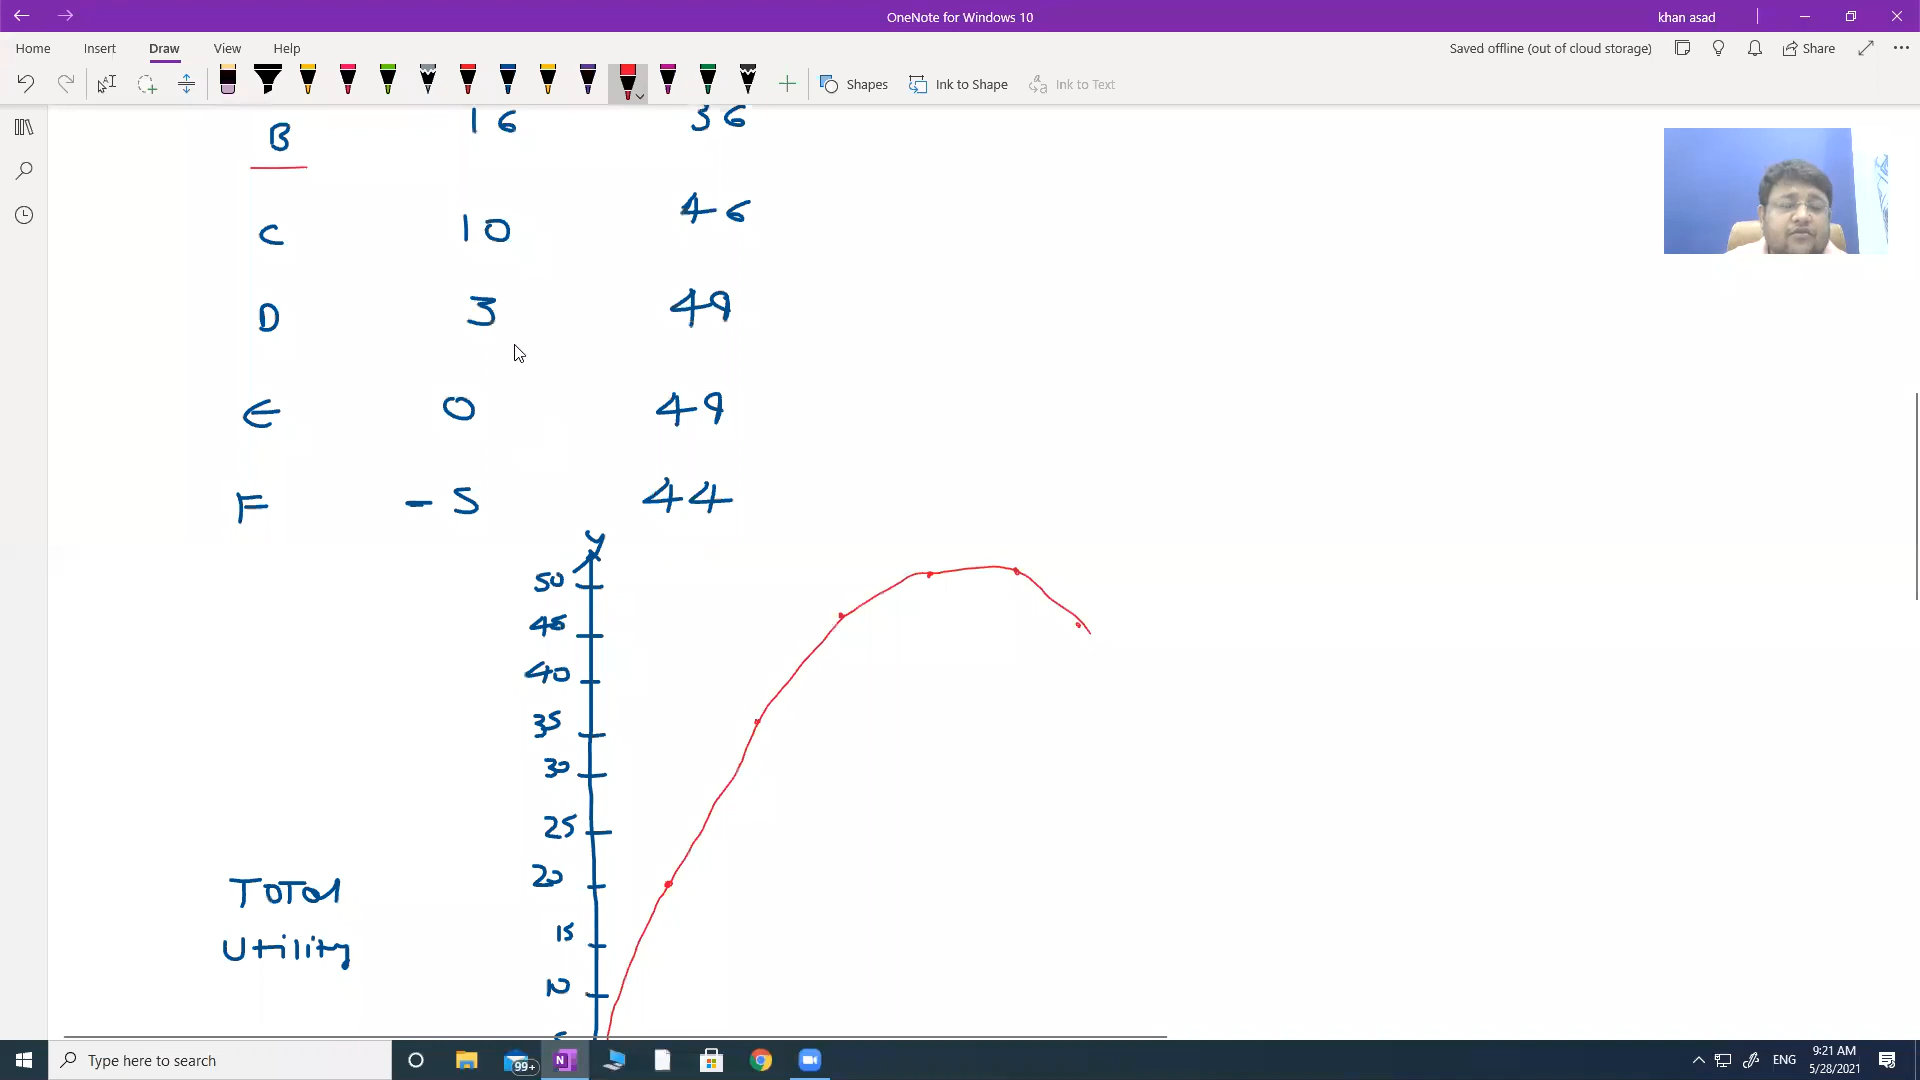 OneNote for Windows 10
khan asad
Home Insert Draw View Help
Saved offline (out of cloud storage)
Share
Shapes
Ink to Shape
Ink to Text
B 16 36
C 10 46
D 3 49
E 0 49
F -5 44
y
50
45
40
35
30
25
20
15
10
Total
Utility
Type here to search
99+
ENG
9:21 AM
5/28/2021